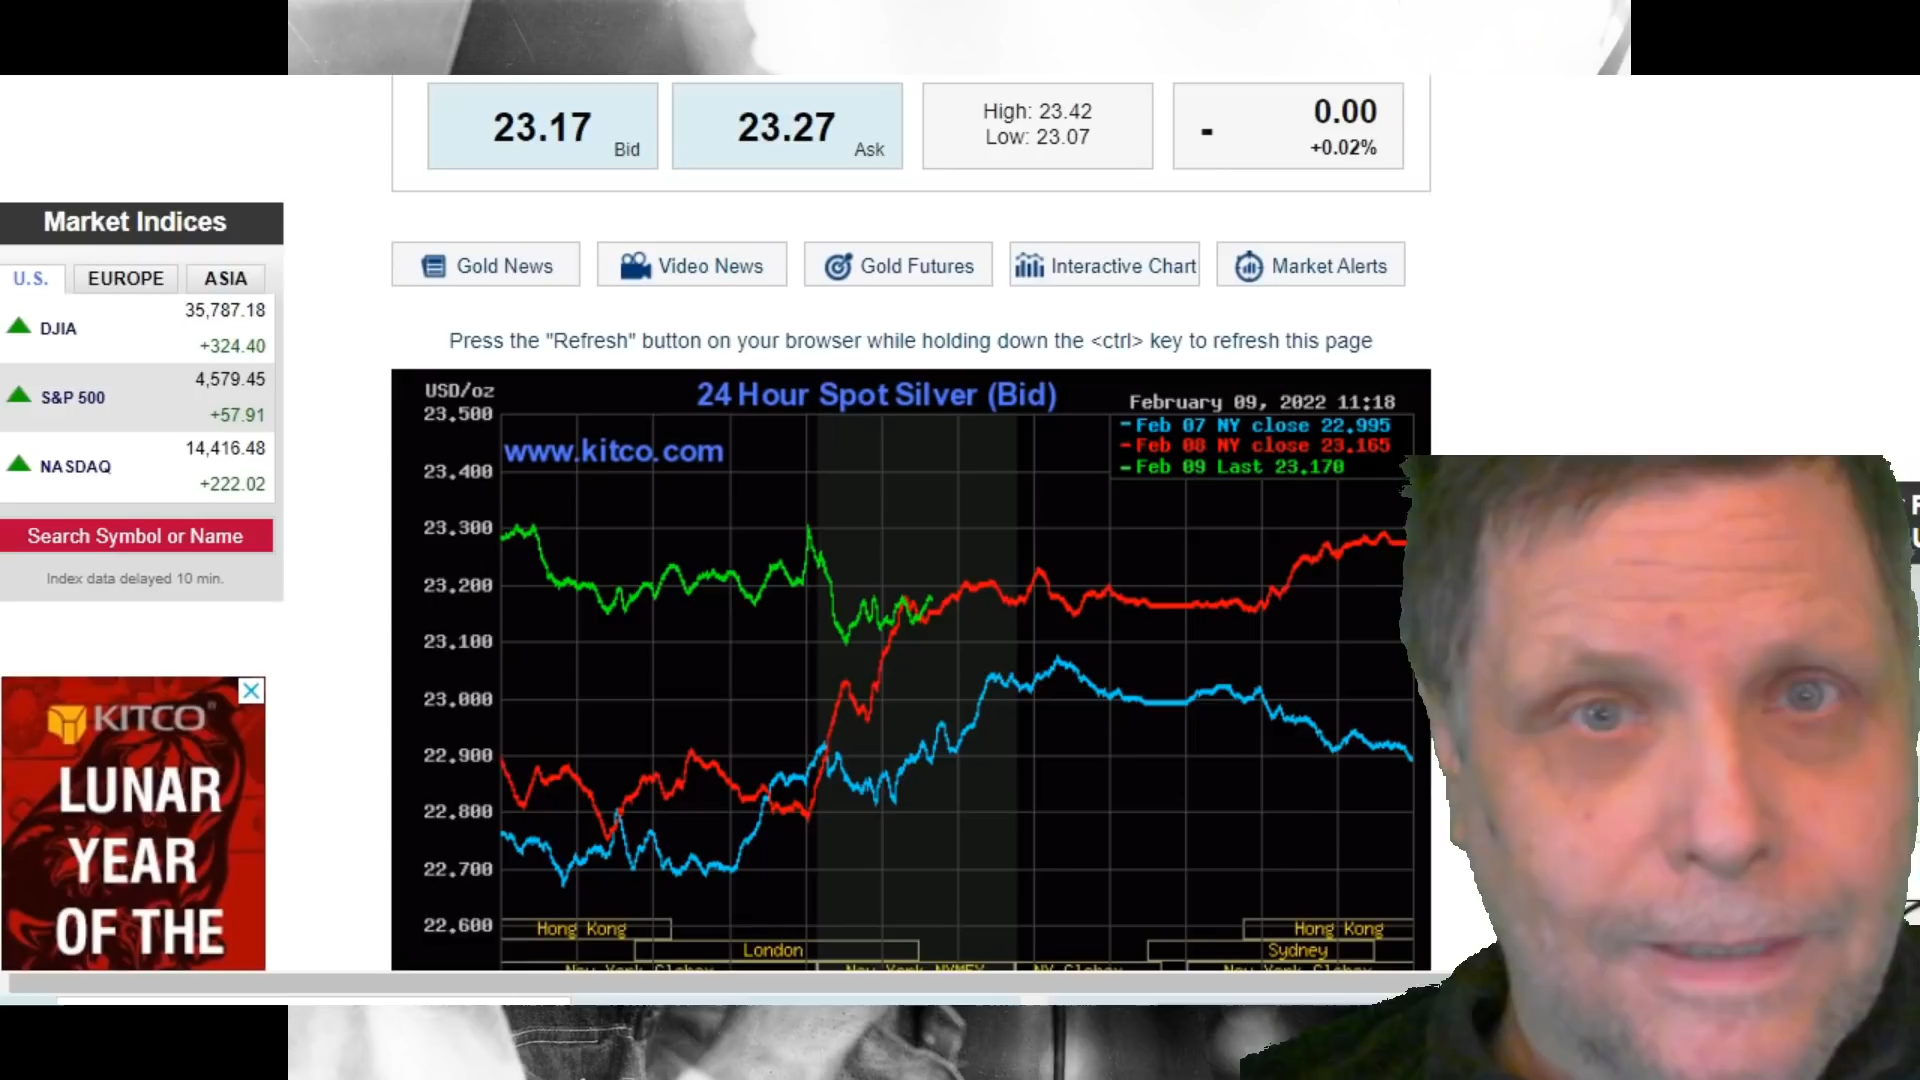 23.17 Bid
23.27 Ask
High: 23.42
Low: 23.07
- 0.00
+0.02%
Market Indices
U.S. EUROPE ASIA
DJIA 35,787.18
+324.40
S&P 500 4,579.45
+57.91
NASDAQ 14,416.48
+222.02
Search Symbol or Name
Index data delayed 10 min.
KITCO®
LUNAR
YEAR
OF THE
Gold News
Video News
Gold Futures
Interactive Chart
Market Alerts
Press the "Refresh" button on your browser while holding down the <ctrl> key to refresh this page
USD/oz
24 Hour Spot Silver (Bid)
February 09, 2022 11:18
Feb 07 NY close 22.995
Feb 08 NY close 23.165
Feb 09 Last 23.170
www.kitco.com
23.500
23.400
23.300
23.200
23.100
23.000
22.900
22.800
22.700
22.600
Hong Kong
Hong Kong
London
Sydney